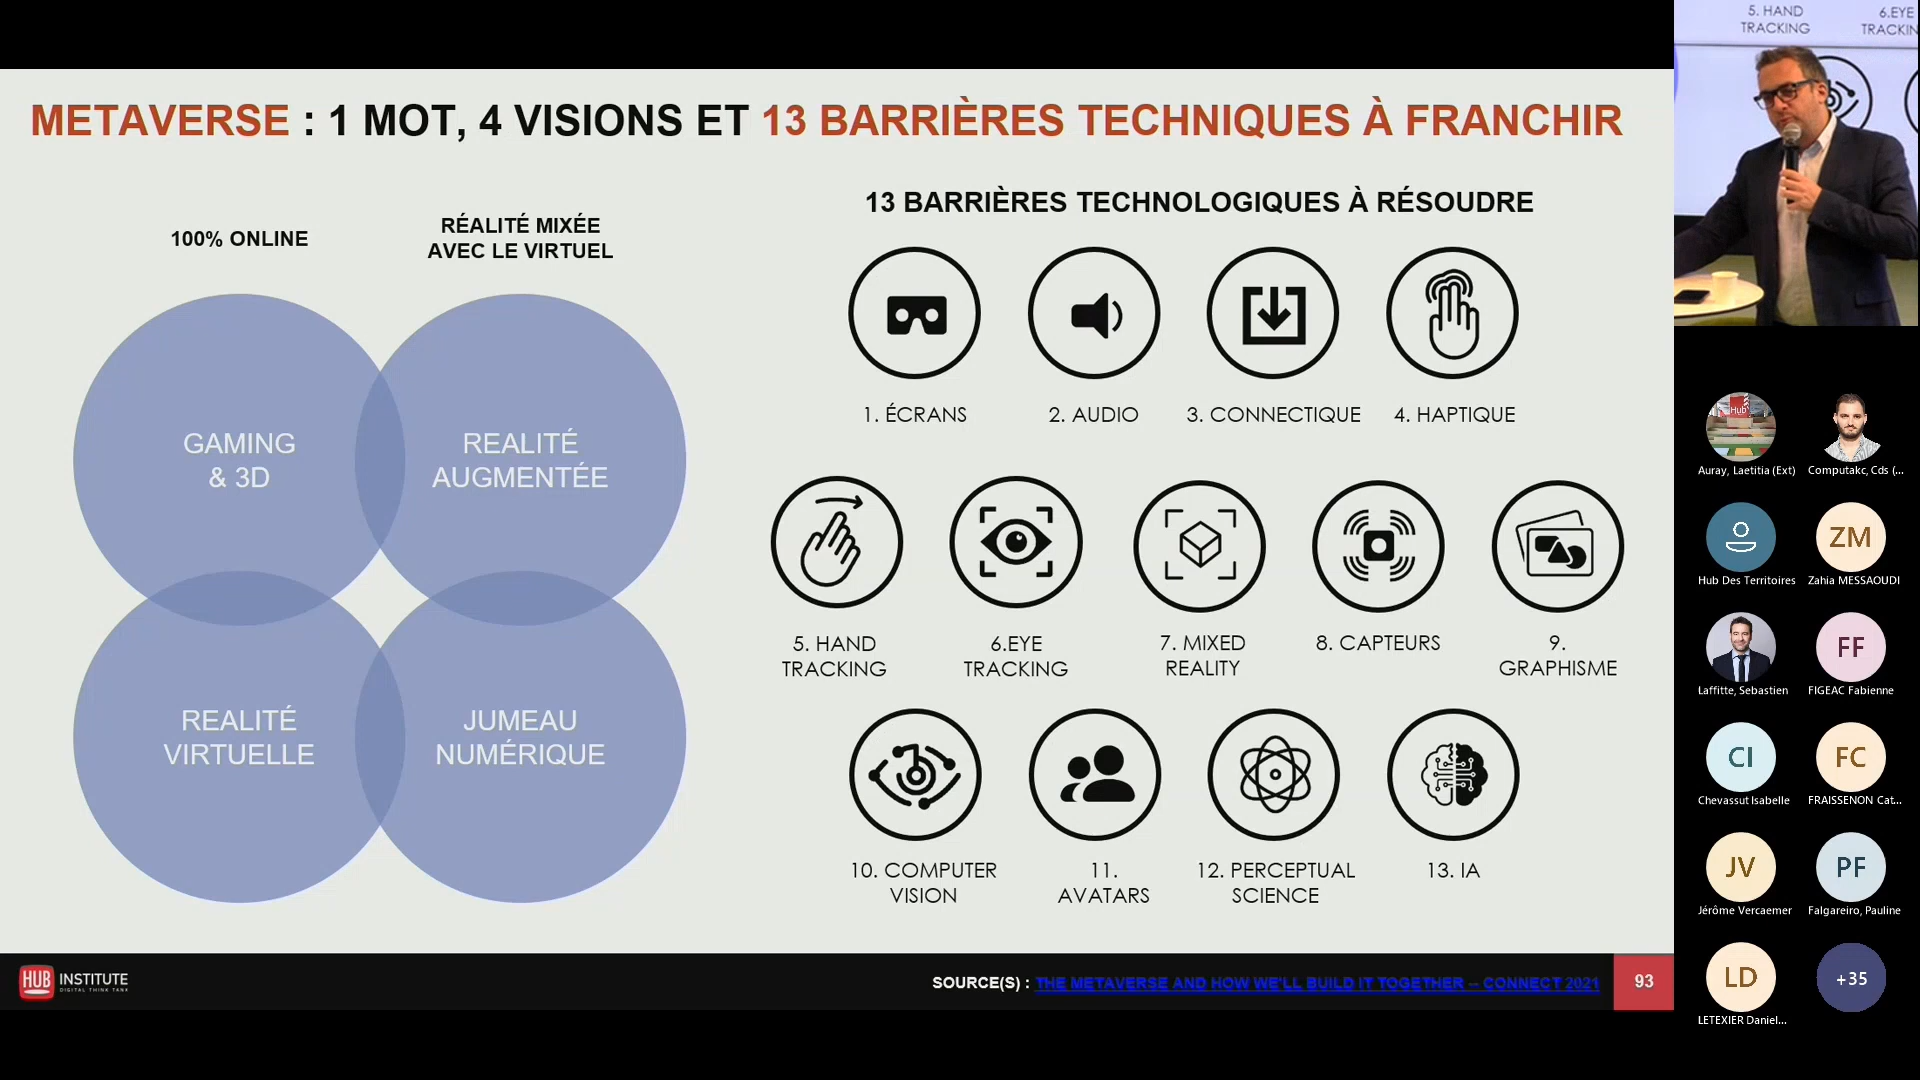 METAVERSE : 1 MOT, 4 VISIONS ET 13 BARRIÈRES TECHNIQUES À FRANCHIR
100% ONLINE
RÉALITÉ MIXÉE
AVEC LE VIRTUEL
GAMING
& 3D
REALITÉ
AUGMENTÉE
REALITÉ
VIRTUELLE
JUMEAU
NUMÉRIQUE
13 BARRIÈRES TECHNOLOGIQUES À RÉSOUDRE
1. ÉCRANS
2. AUDIO
3. CONNECTIQUE
4. HAPTIQUE
5. HAND
TRACKING
6.EYE
TRACKING
7. MIXED
REALITY
8. CAPTEURS
9.
GRAPHISME
10. COMPUTER
VISION
11.
AVATARS
12. PERCEPTUAL
SCIENCE
13. IA
HUB INSTITUTE
DIGITAL THINK TANK
SOURCE(S) : THE METAVERSE AND HOW WE'LL BUILD IT TOGETHER -- CONNECT 2021
93
5. HAND
TRACKING
6.EYE
TRACKIN
Hub
Auray, Laetitia (Ext)
Computakc, Cds (...
Hub Des Territoires
ZM
Zahia MESSAOUDI
Laffitte, Sebastien
FF
FIGEAC Fabienne
CI
Chevassut Isabelle
FC
FRAISSENON Cat...
JV
Jérôme Vercaemer
PF
Falgareiro, Pauline
LD
LETEXIER Daniel...
+35